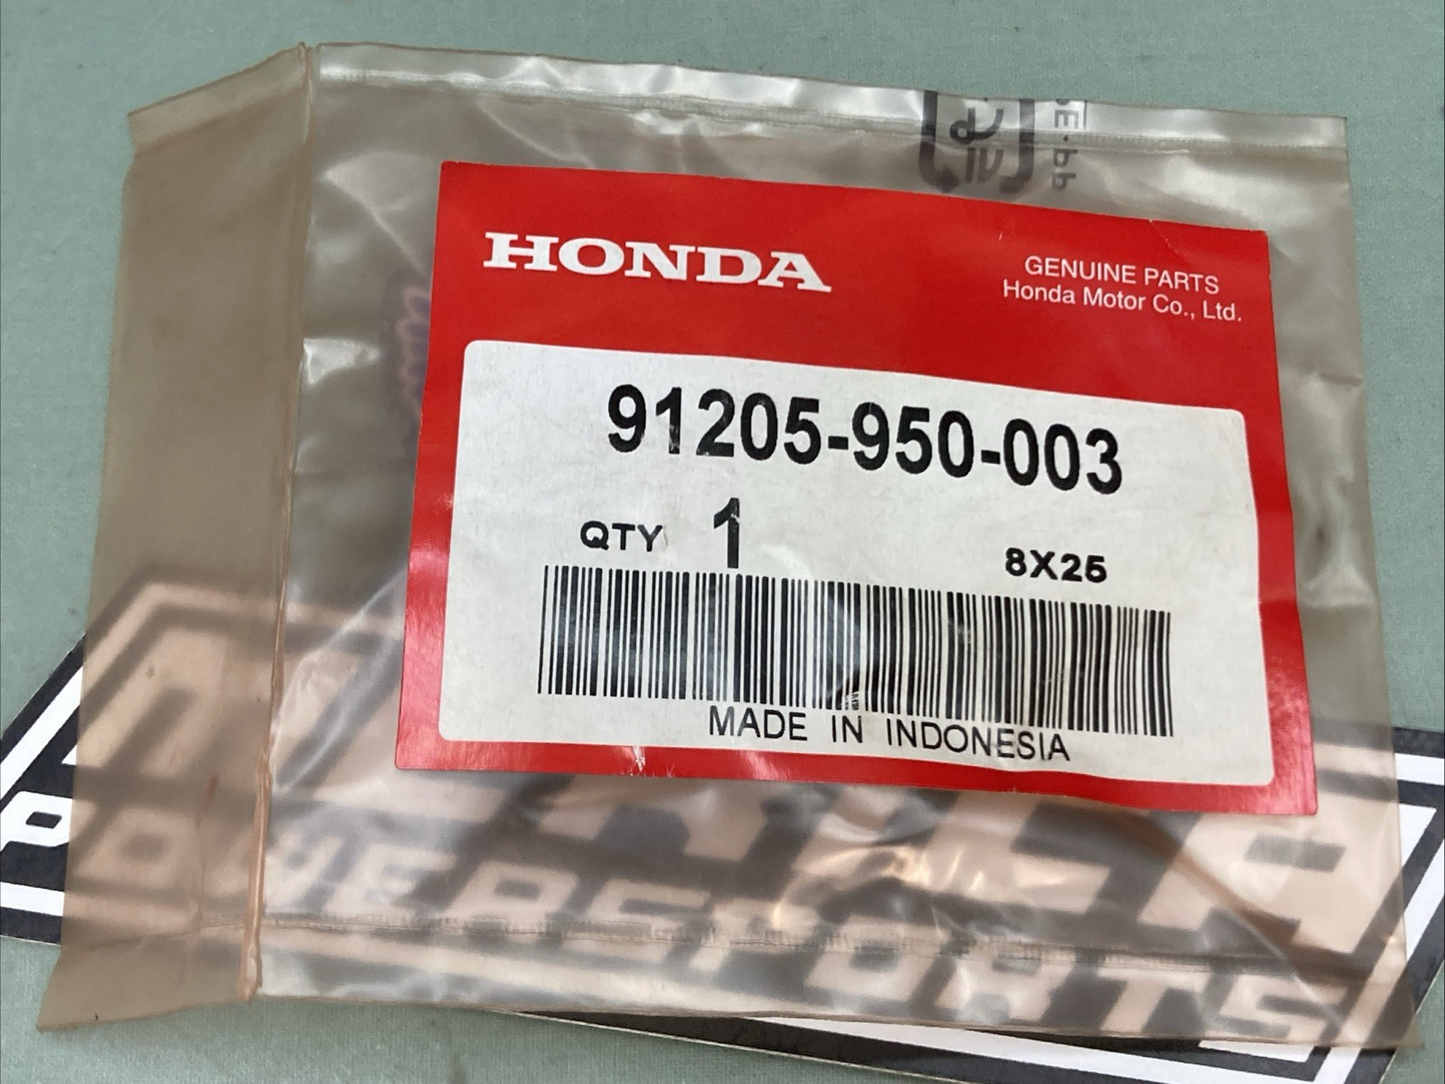 HONDA
GENUINE PARTS
Honda Motor Co., Ltd.
91205-950-003
QTY 1
8X25
MADE IN INDONESIA
POWERSPORTS